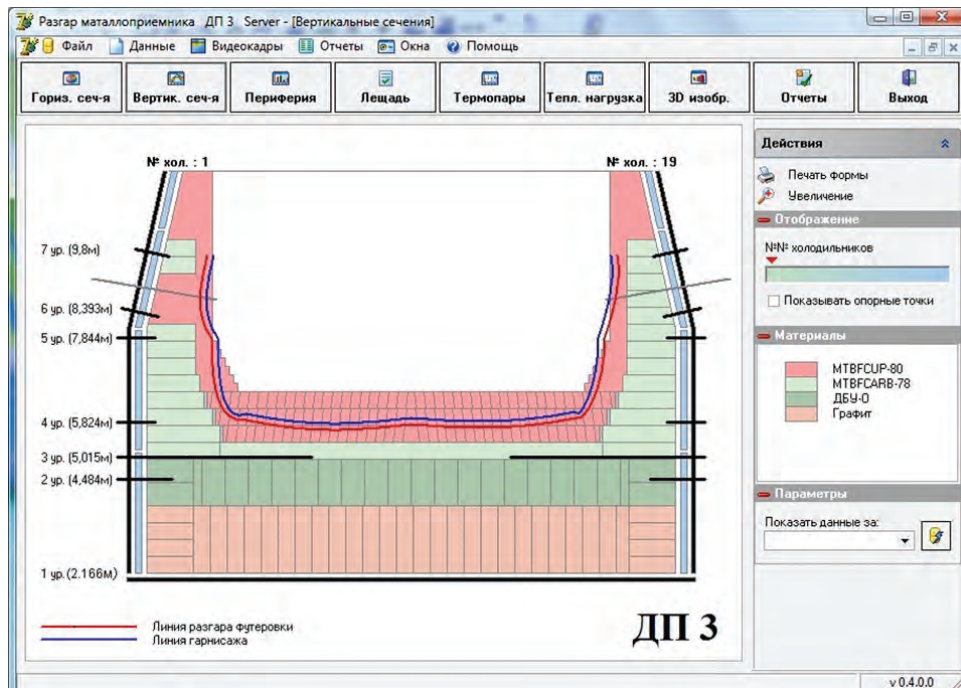 Разгар металлоприемника ДП 3 Server - [Вертикальные сечения]
Файл Данные Видеокадры Отчеты Окна Помощь
Гориз. сеч-я Вертик. сеч-я Периферия Лещадь Термопары Тепл. нагрузка 3D изобр. Отчеты Выход
№ хол. : 1
№ хол. : 19
7 ур. (9,8м)
6 ур. (8,393м)
5 ур. (7,844м)
4 ур. (5,824м)
3 ур. (5,015м)
2 ур. (4,484м)
1 ур. (2.166м)
Линия разгара футеровки
Линия гарнисажа
ДП 3
Действия
Печать формы
Увеличение
Отображение
№№ холодильников
Показывать опорные точки
Материалы
MTBFCUP-80
MTBFCARB-78
ДБУ-0
Графит
Параметры
Показать данные за:
v 0.4.0.0